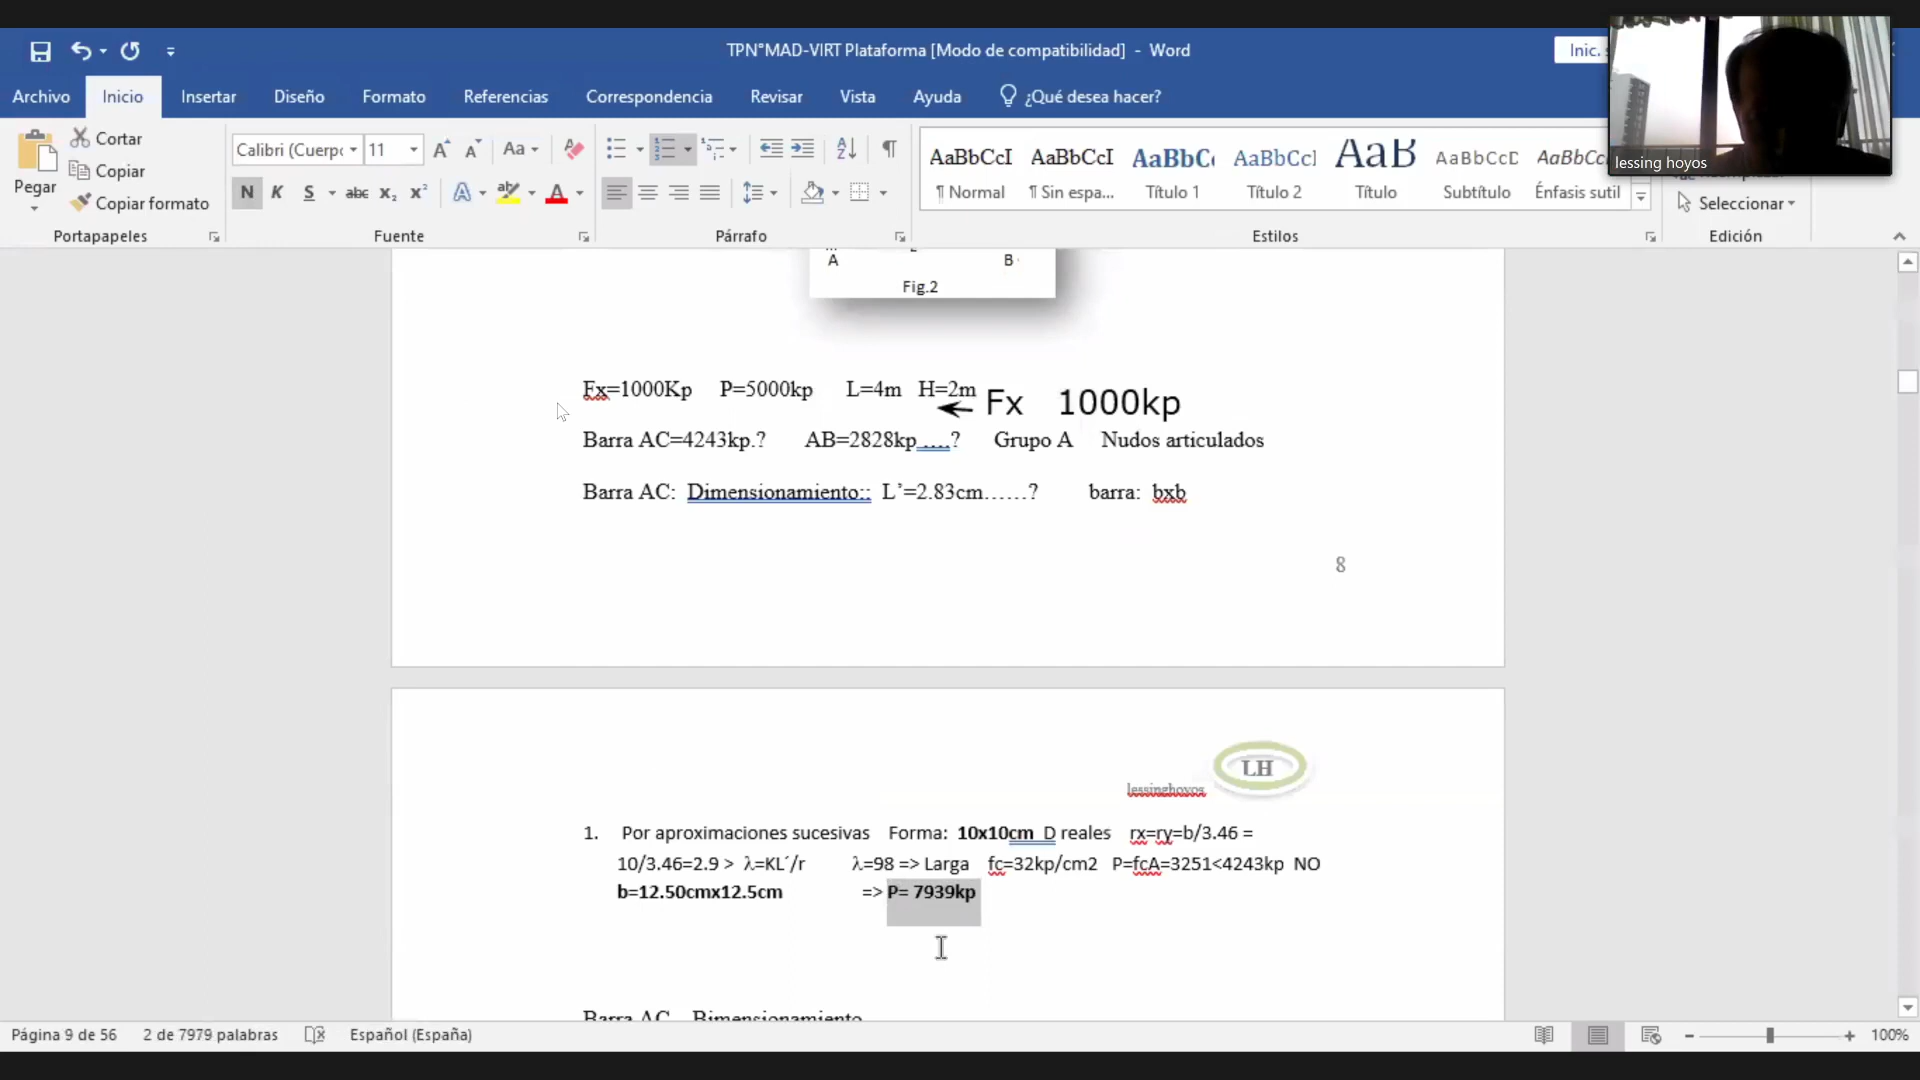 TPN°MAD-VIRT Plataforma [Modo de compatibilidad] - Word
Inic.
Archivo Inicio Insertar Diseño Formato Referencias Correspondencia Revisar Vista Ayuda ¿Qué desea hacer?
lessing hoyos
Pegar
Cortar
Copiar
Copiar formato
Portapapeles
Calibri (Cuerpo 11
N K S abc x₂ x²
Fuente
Párrafo
AaBbCcI AaBbCcI AaBbC AaBbCcI AaB AaBbCcD AaBbCc
¶ Normal ¶ Sin espa... Título 1 Título 2 Título Subtítulo Énfasis sutil
Estilos
Seleccionar
Edición
A B
Fig.2
Fx=1000Kp P=5000kp L=4m H=2m
Fx 1000kp
Barra AC=4243kp.? AB=2828kp ....? Grupo A Nudos articulados
Barra AC: Dimensionamiento:: L’=2.83cm……? barra: bxb
8
LH
lessinghoyos
1. Por aproximaciones sucesivas Forma: 10x10cm D reales rx=ry=b/3.46 =
10/3.46=2.9 > λ=KL´/r λ=98 => Larga fc=32kp/cm2 P=fcA=3251<4243kp NO
b=12.50cmx12.5cm => P= 7939kp
Barra AC Dimensionamiento
Página 9 de 56 2 de 7979 palabras Español (España) 100%